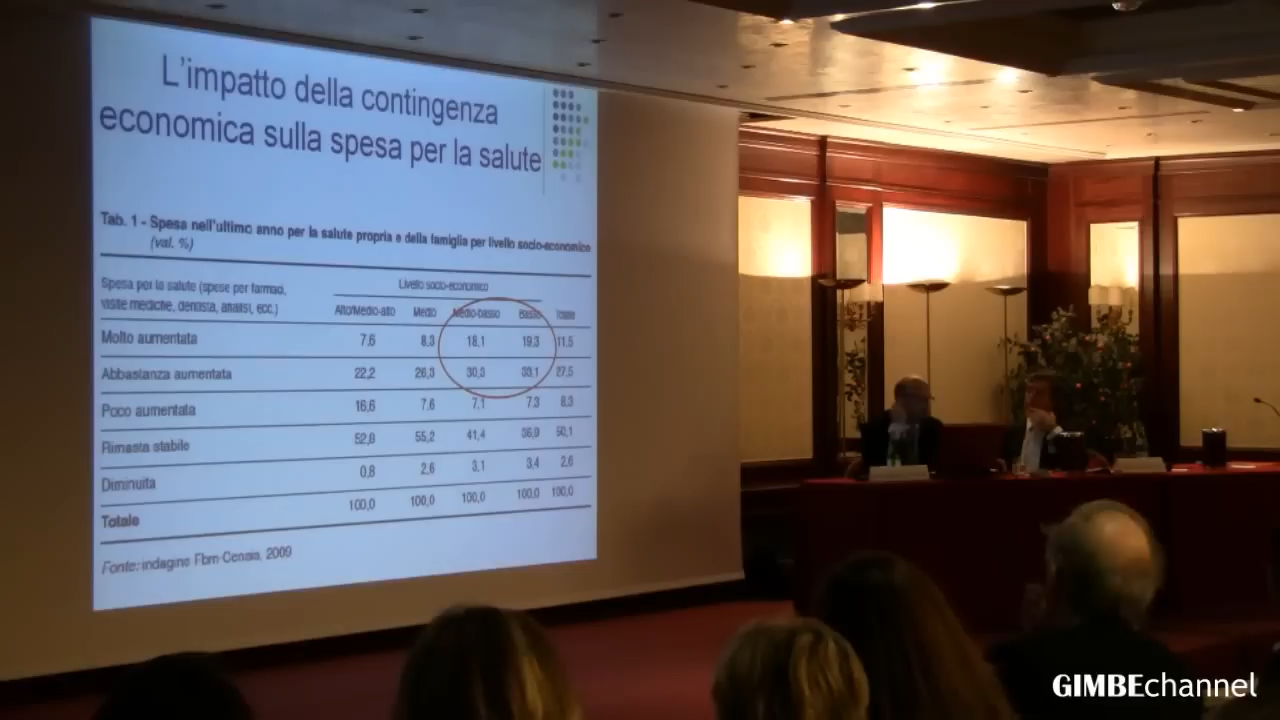 L'impatto della contingenza
economica sulla spesa per la salute
Tab. 1 - Spesa nell'ultimo anno per la salute propria e della famiglia per livello socio-economico
(val. %)
Spesa per la salute (spese per farmaci, Livello socio-economico
visite mediche, dentista, analisi, ecc.) Alto/Medio-alto Medio Medio-basso Basso Totale
Molto aumentata 7,6 8,3 18,1 19,3 11,5
Abbastanza aumentata 22,2 26,3 30,3 33,1 27,5
Poco aumentata 16,6 7,6 7,1 7,3 8,3
Rimasta stabile 52,8 55,2 41,4 36,9 50,1
Diminuita 0,8 2,6 3,1 3,4 2,6
Totale 100,0 100,0 100,0 100,0 100,0
Fonte: indagine Fbm-Censis, 2009
GIMBEchannel